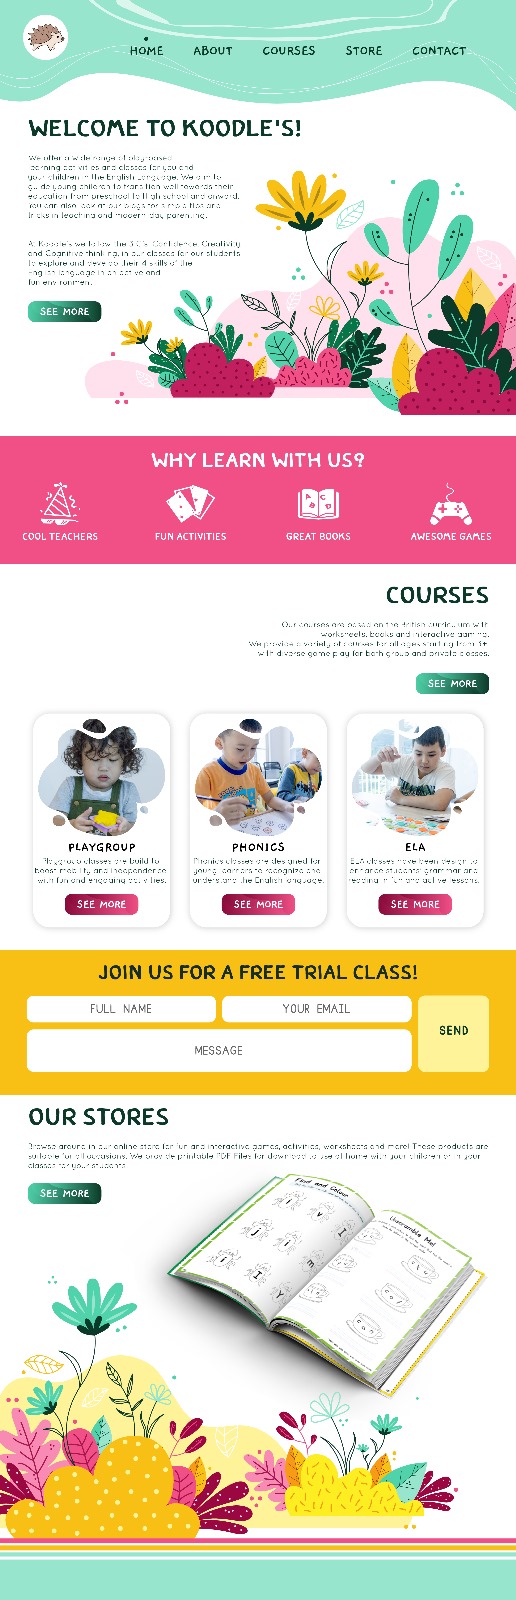 HOME ABOUT COURSES STORE CONTACT
WELCOME TO KOODLE'S!
We offer a wide range of play-based
learning activities and classes for you and
your children in the English Language. We aim to
guide young children to transition well towards their
education from preschool to High school and onward.
You can also look at our blogs for simple tips and
tricks in teaching and modern-day parenting.
At Koodle's we follow the 3 C's: Confidence, Creativity
and Cognitive thinking, in our classes for our students
to explore and develop their 4 skills of the
English language in an active and
fun environment.
SEE MORE
WHY LEARN WITH US?
COOL TEACHERS FUN ACTIVITIES GREAT BOOKS AWESOME GAMES
COURSES
Our courses are based on the British curriculum with
worksheets, books and interactive gaming.
We provide a variety of courses for all ages starting from 3+
with diverse game play for both group and private classes.
SEE MORE
PLAYGROUP
Playgroup classes are build to
boost mobility and independence
with fun and engaging activities.
SEE MORE
PHONICS
Phonics classes are designed for
young learners to recognize and
understand the English language.
SEE MORE
ELA
ELA classes have been design to
enhance students' grammar and
reading in fun and active lessons.
SEE MORE
JOIN US FOR A FREE TRIAL CLASS!
FULL NAME YOUR EMAIL
MESSAGE
SEND
OUR STORES
Browse around in our online store for fun and interactive games, activities, worksheets and more! These products are
suitable for all occasions. We provide printable PDF Files for download to use at home with your children or in your
classes for your students.
SEE MORE
Find and Colour
Unscramble Me!